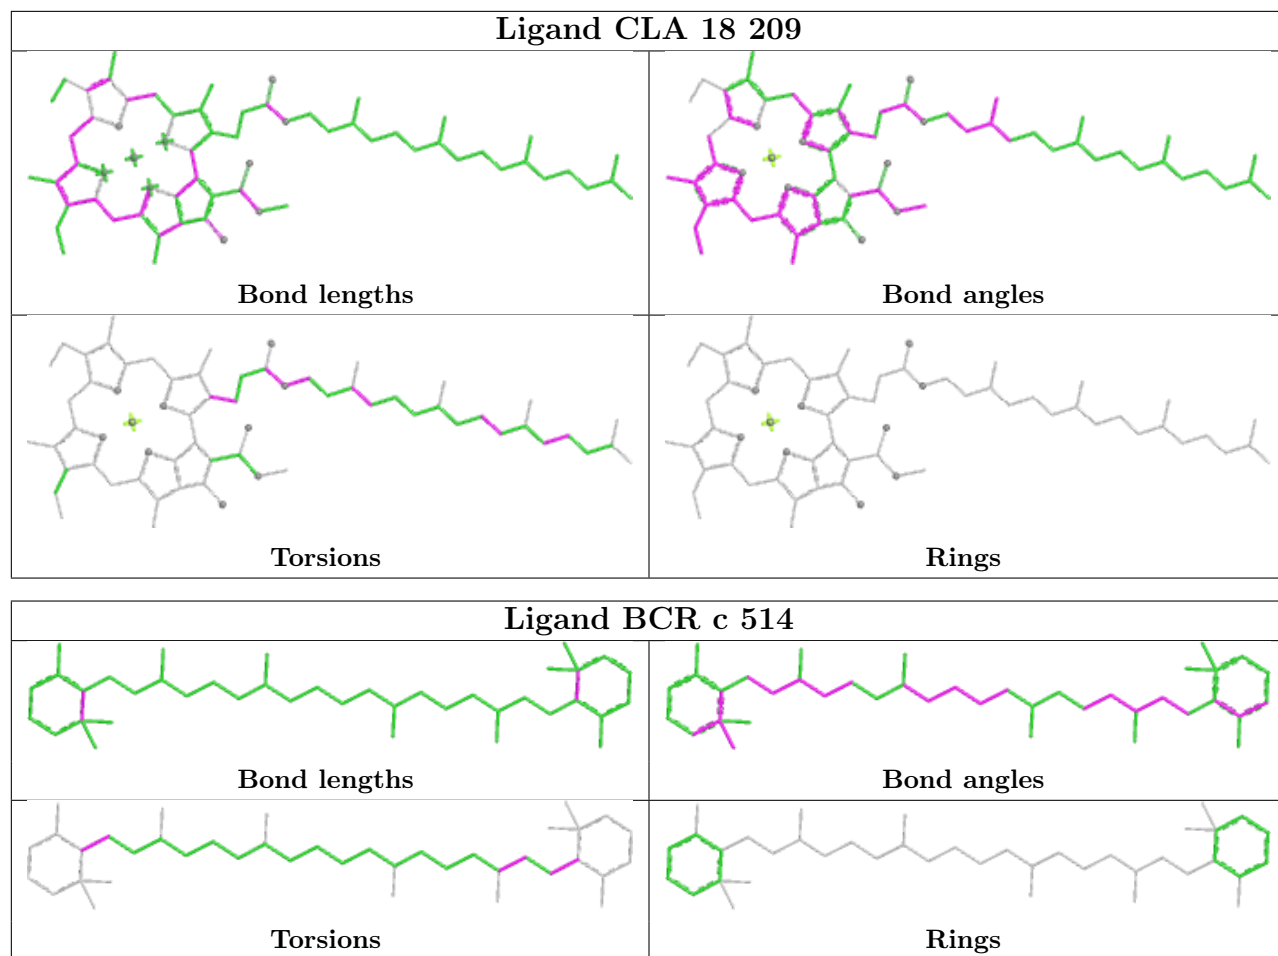 Ligand CLA 18 209
Bond lengths
Bond angles
Torsions
Rings
Ligand BCR c 514
Bond lengths
Bond angles
Torsions
Rings